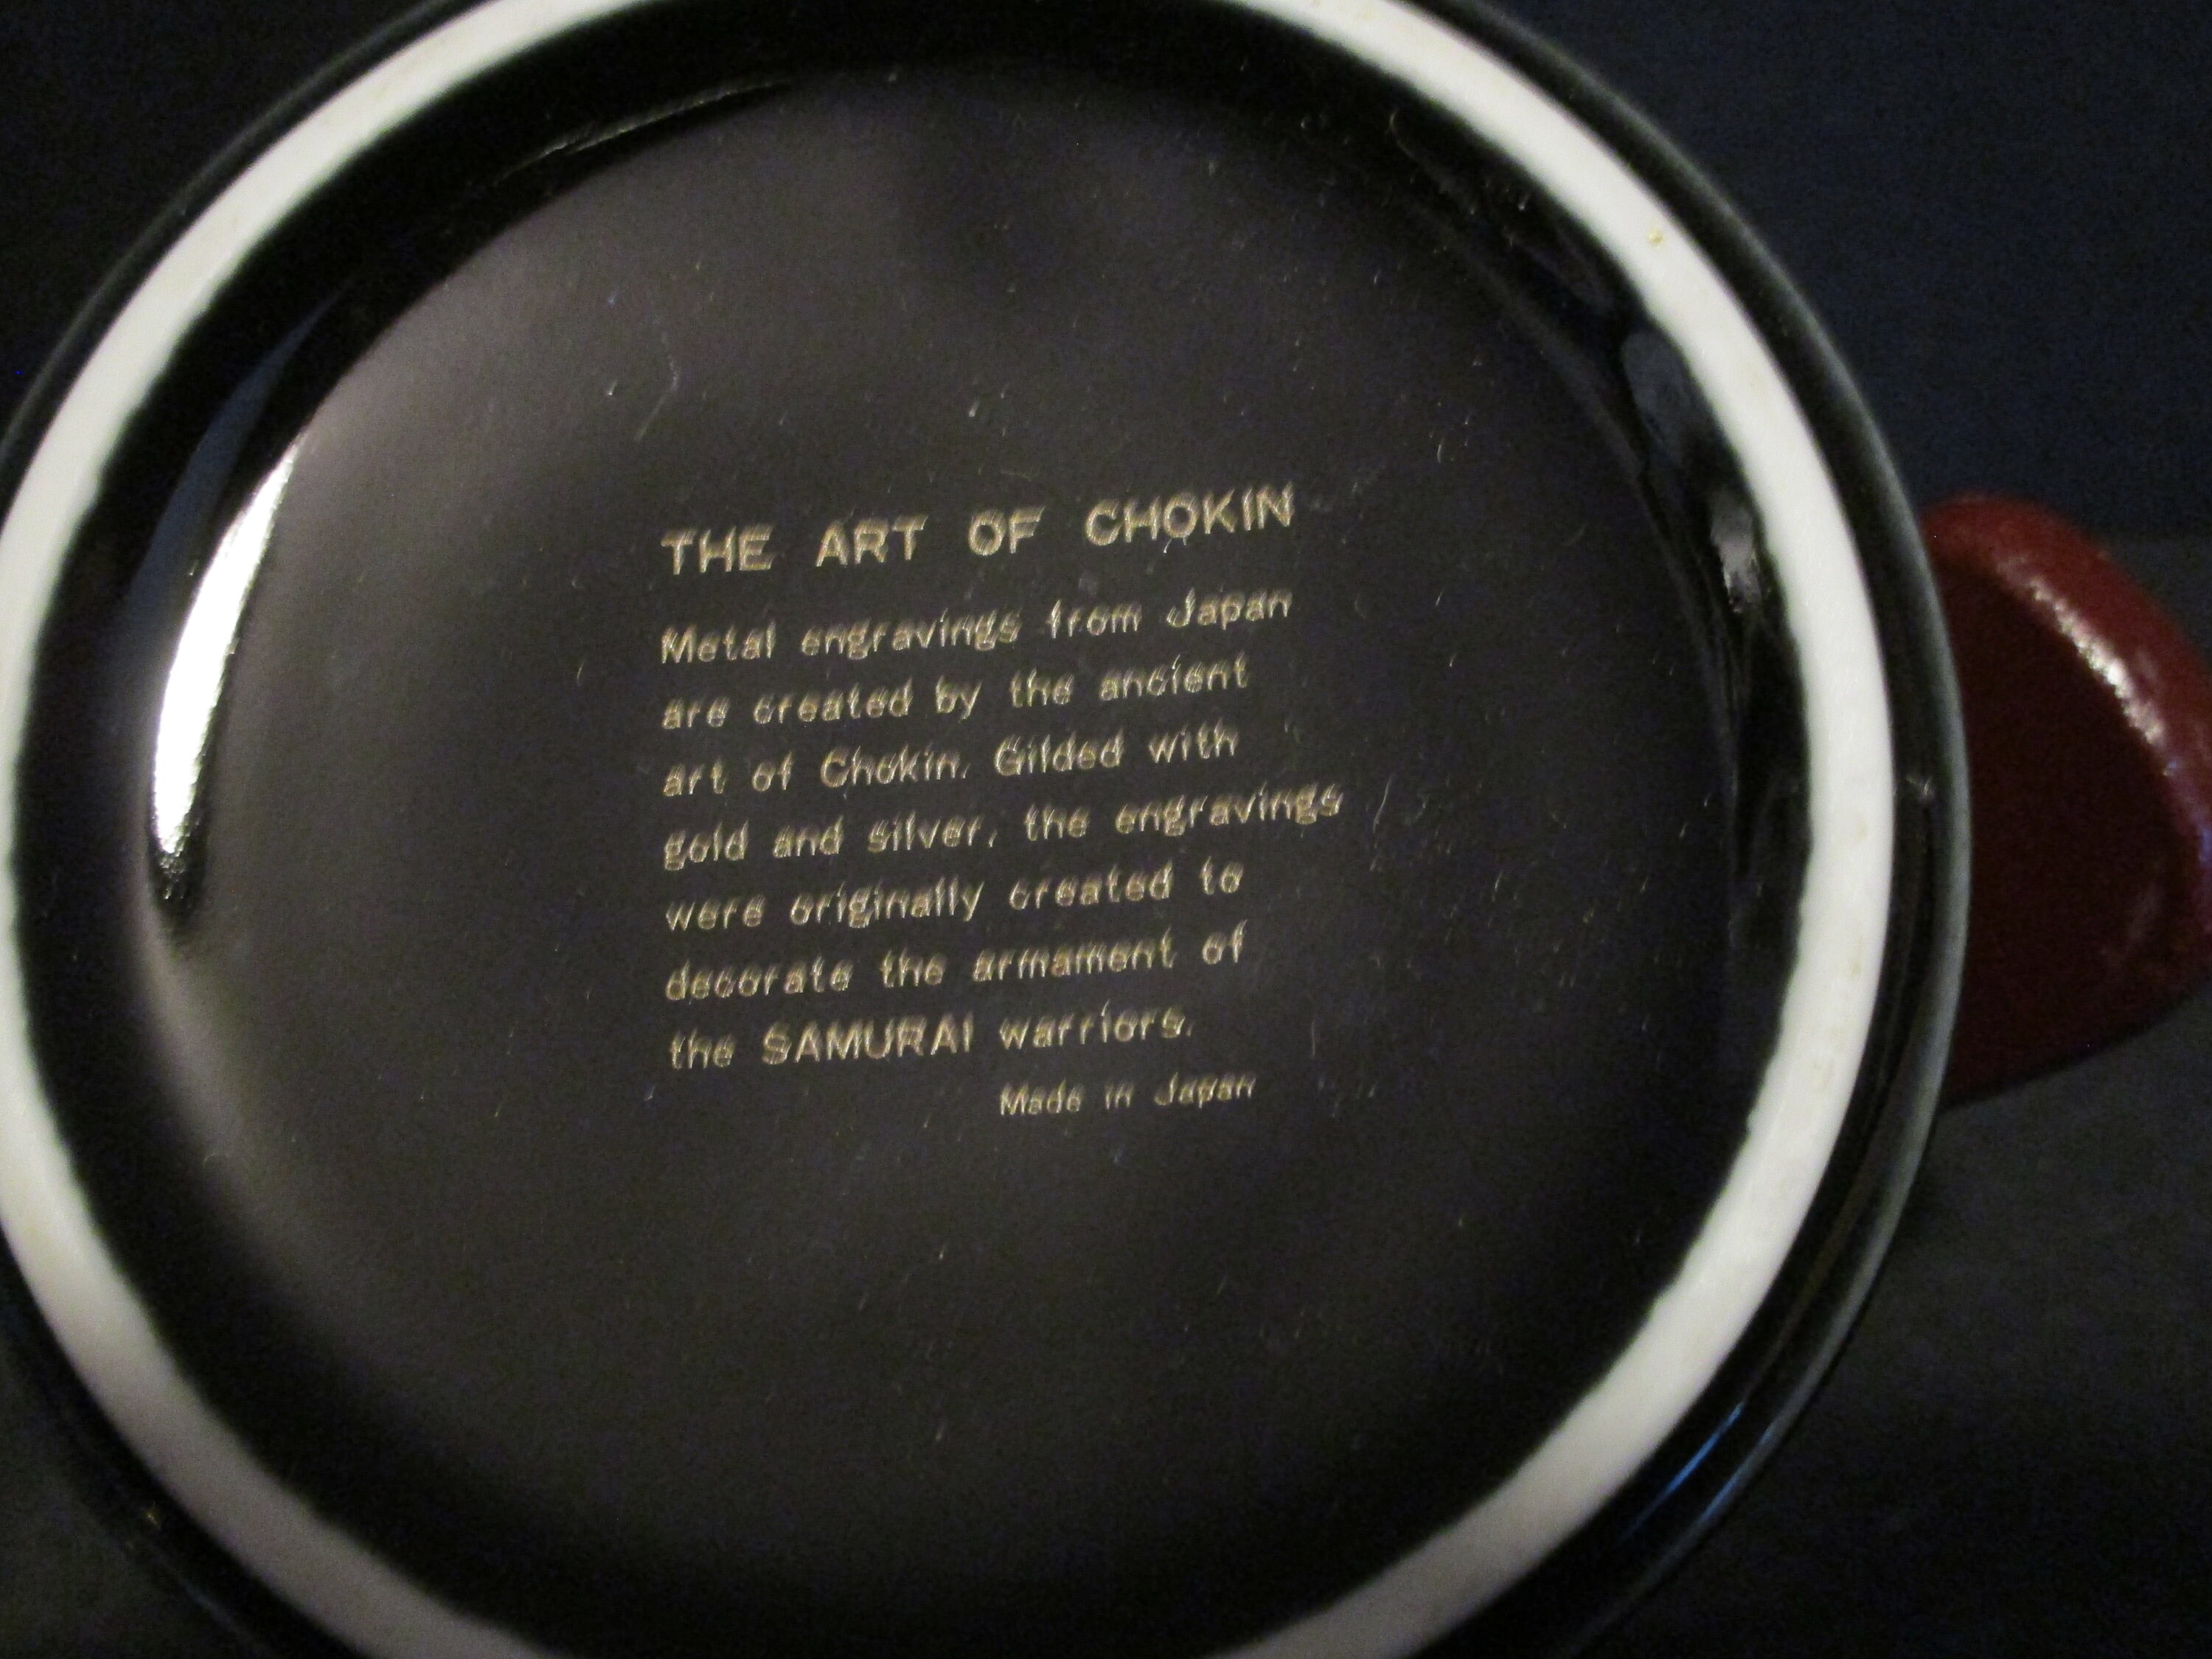 THE ART OF CHOKIN
Metal engravings from Japan
are created by the ancient
art of Chokin. Gilded with
gold and silver, the engravings
were originally created to
decorate the armament of
the SAMURAI warriors.
Made in Japan